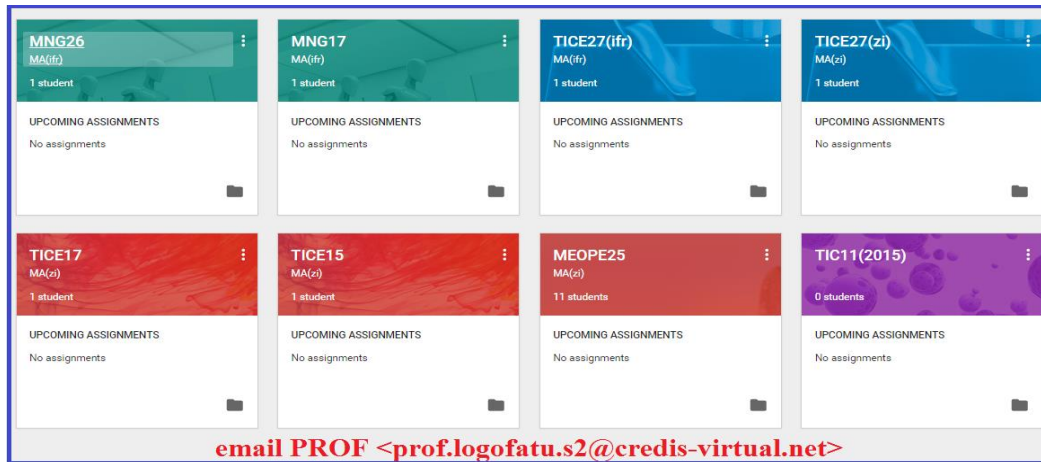 MNG26
MA(ifr)
1 student
UPCOMING ASSIGNMENTS
No assignments
MNG17
MA(ifr)
1 student
UPCOMING ASSIGNMENTS
No assignments
TICE27(ifr)
MA(ifr)
1 student
UPCOMING ASSIGNMENTS
No assignments
TICE27(zi)
MA(zi)
1 student
UPCOMING ASSIGNMENTS
No assignments
TICE17
MA(zi)
1 student
UPCOMING ASSIGNMENTS
No assignments
TICE15
MA(zi)
1 student
UPCOMING ASSIGNMENTS
No assignments
MEOPE25
MA(zi)
11 students
UPCOMING ASSIGNMENTS
No assignments
TIC11(2015)
0 students
UPCOMING ASSIGNMENTS
No assignments
email PROF <prof.logofatu.s2@credis-virtual.net>